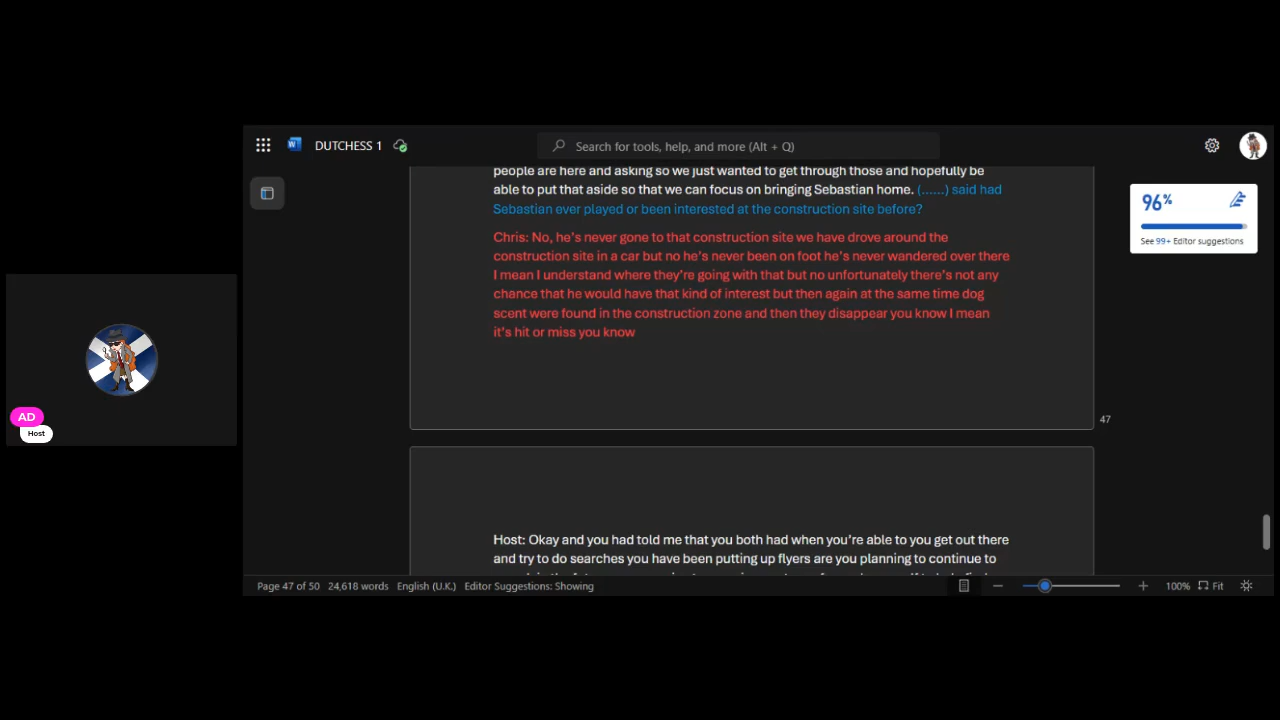 DUTCHESS 1
Search for tools, help, and more (Alt + Q)
people are here and asking so we just wanted to get through those and hopefully be
able to put that aside so that we can focus on bringing Sebastian home. (......) said had
Sebastian ever played or been interested at the construction site before?
Chris: No, he's never gone to that construction site we have drove around the
construction site in a car but no he's never been on foot he's never wandered over there
I mean I understand where they're going with that but no unfortunately there's not any
chance that he would have that kind of interest but then again at the same time dog
scent were found in the construction zone and then they disappear you know I mean
it's hit or miss you know
47
Host: Okay and you had told me that you both had when you're able to you get out there
and try to do searches you have been putting up flyers are you planning to continue to
96%
See 99+ Editor suggestions
AD
Host
Page 47 of 50 24,618 words English (U.K.) Editor Suggestions: Showing
100% Fit